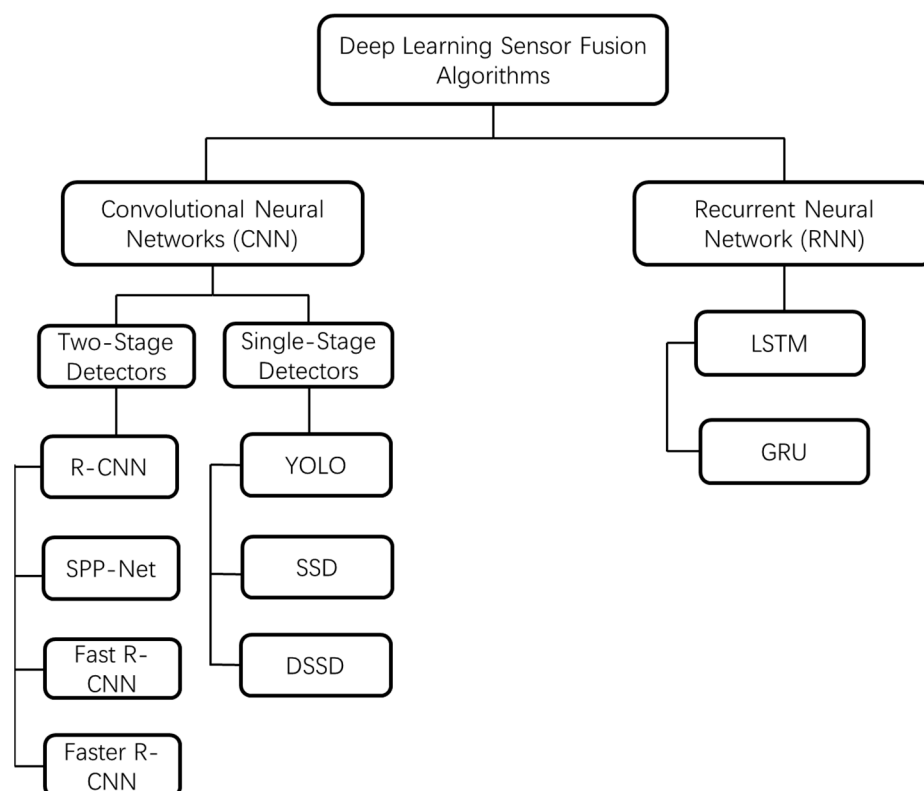 Deep Learning Sensor Fusion
Algorithms
Convolutional Neural
Networks (CNN)
Recurrent Neural
Network (RNN)
Two-Stage
Detectors
Single-Stage
Detectors
LSTM
GRU
R-CNN
YOLO
SPP-Net
SSD
Fast R-
CNN
DSSD
Faster R-
CNN